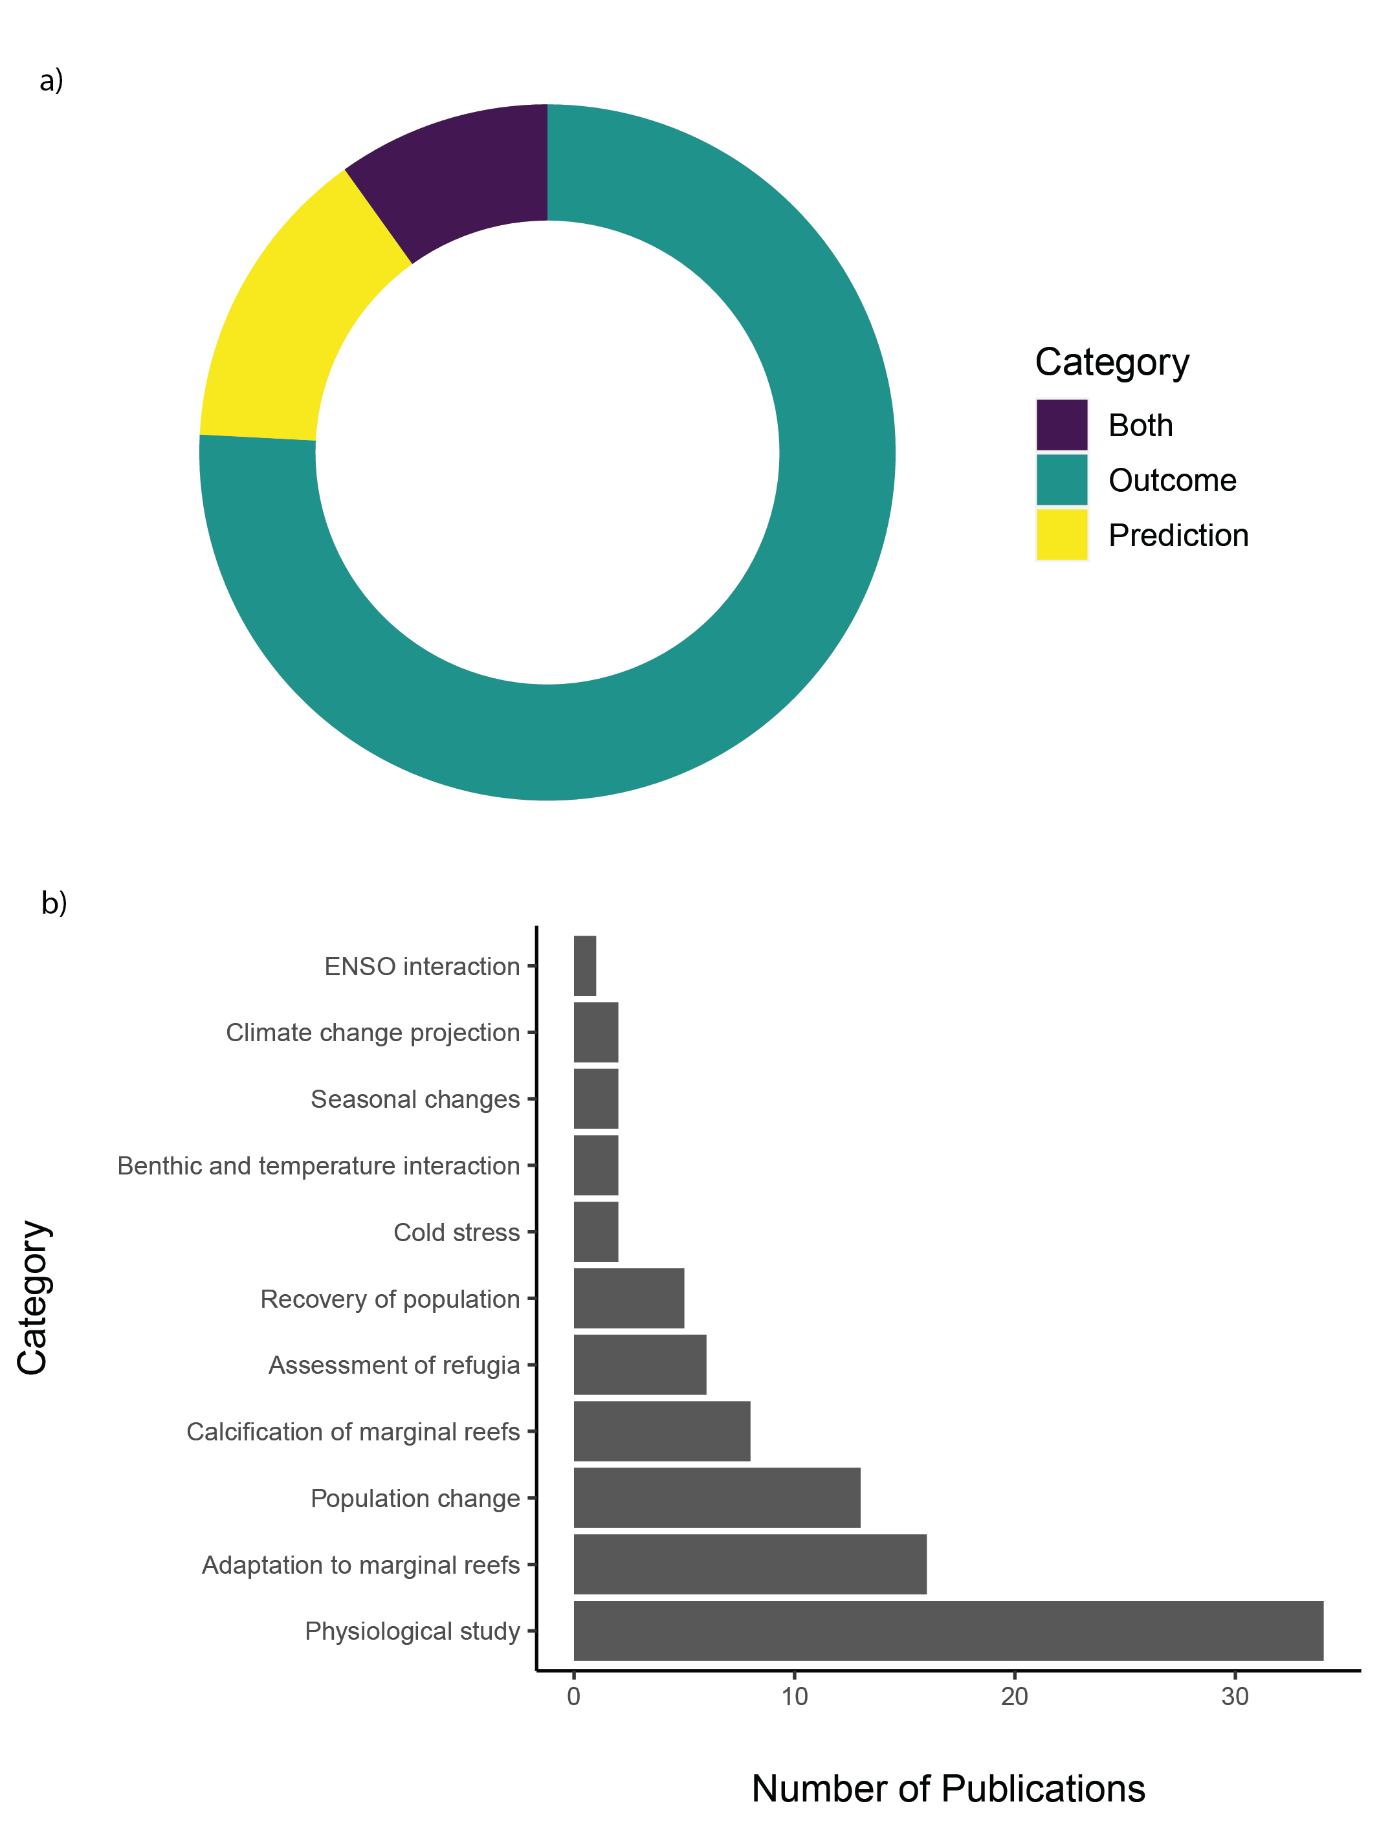 a)
Category
Both
Outcome
Prediction
b)
Category
ENSO interaction
Climate change projection
Seasonal changes
Benthic and temperature interaction
Cold stress
Recovery of population
Assessment of refugia
Calcification of marginal reefs
Population change
Adaptation to marginal reefs
Physiological study
0 10 20 30
Number of Publications